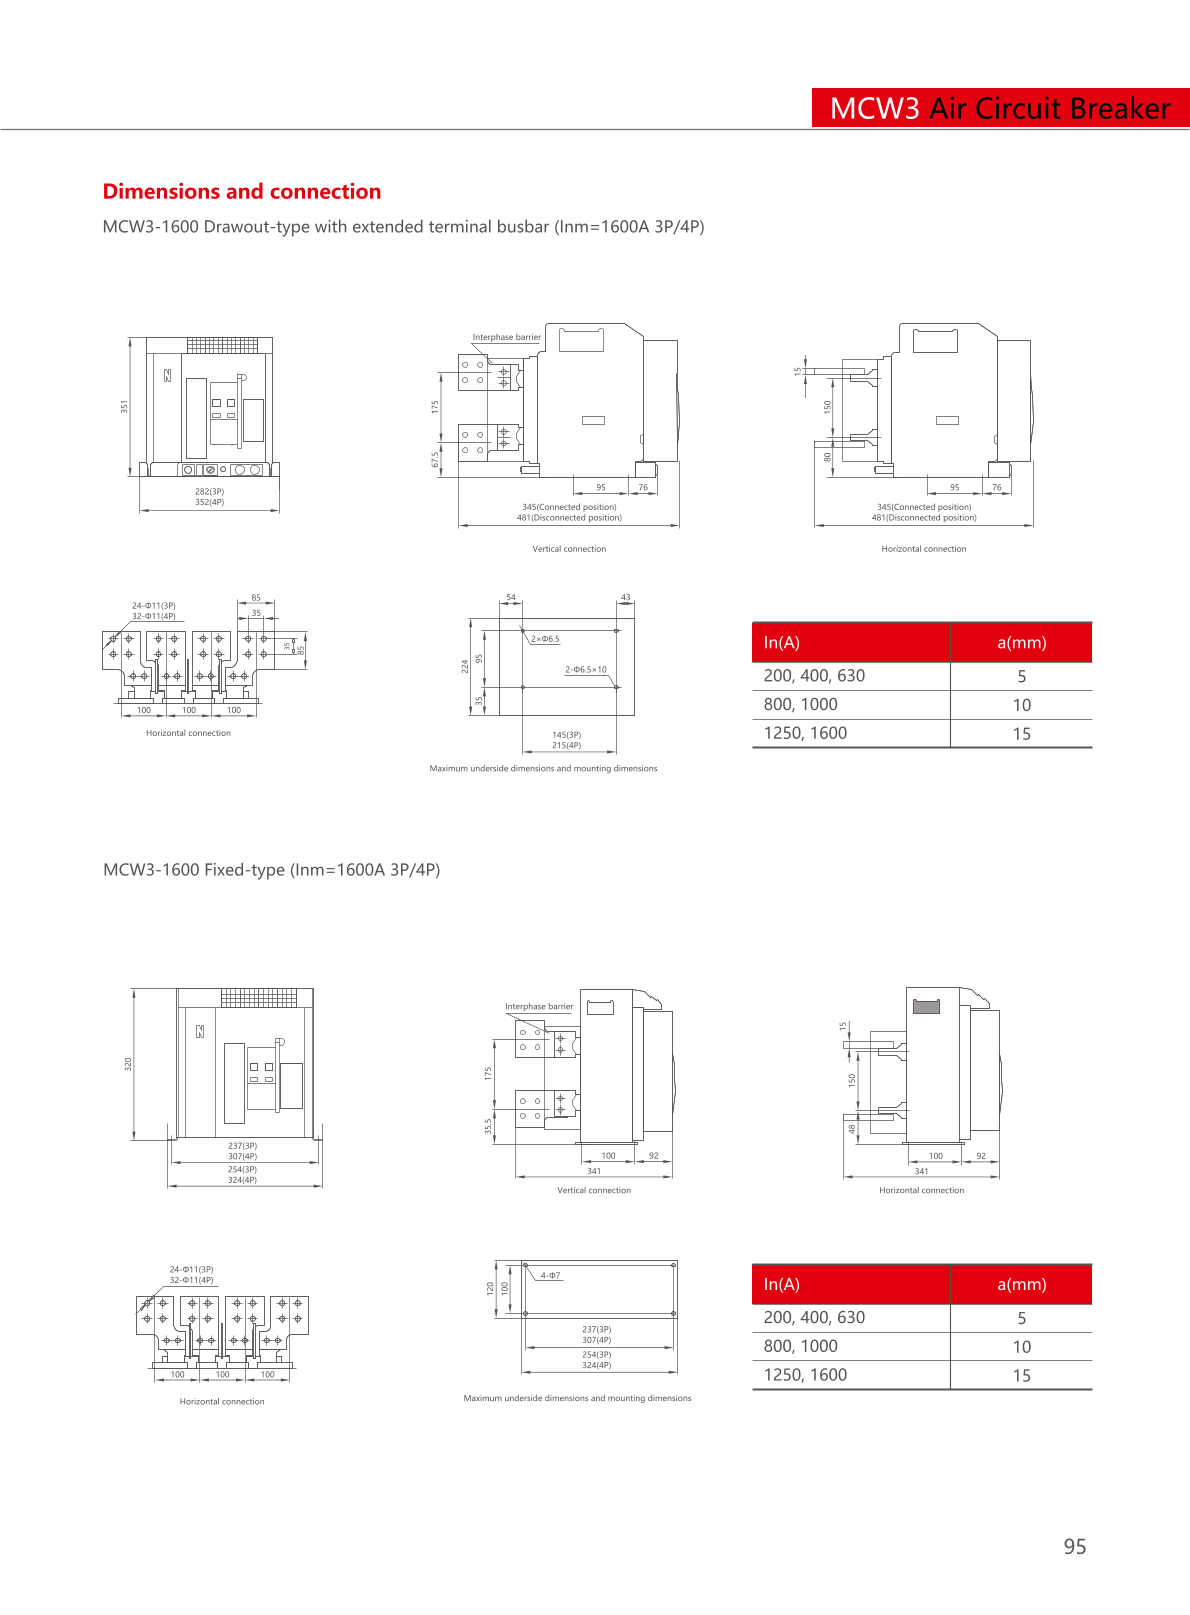 MCW3 Air Circuit Breaker
Dimensions and connection
MCW3-1600 Drawout-type with extended terminal busbar (Inm=1600A 3P/4P)
351
282(3P)
352(4P)
Interphase barrier
175
67.5
95
76
345(Connected position)
481(Disconnected position)
Vertical connection
15
150
80
95
76
345(Connected position)
481(Disconnected position)
Horizontal connection
24-Φ11(3P)
32-Φ11(4P)
85
35
35
85
100
100
100
Horizontal connection
54
43
2×Φ6.5
2-Φ6.5×10
224
95
35
145(3P)
215(4P)
Maximum underside dimensions and mounting dimensions
In(A) a(mm)
200, 400, 630 5
800, 1000 10
1250, 1600 15
MCW3-1600 Fixed-type (Inm=1600A 3P/4P)
320
237(3P)
307(4P)
254(3P)
324(4P)
Interphase barrier
175
35.5
100
92
341
Vertical connection
15
150
48
100
92
341
Horizontal connection
24-Φ11(3P)
32-Φ11(4P)
100
100
100
Horizontal connection
120
100
4-Φ7
237(3P)
307(4P)
254(3P)
324(4P)
Maximum underside dimensions and mounting dimensions
In(A) a(mm)
200, 400, 630 5
800, 1000 10
1250, 1600 15
95